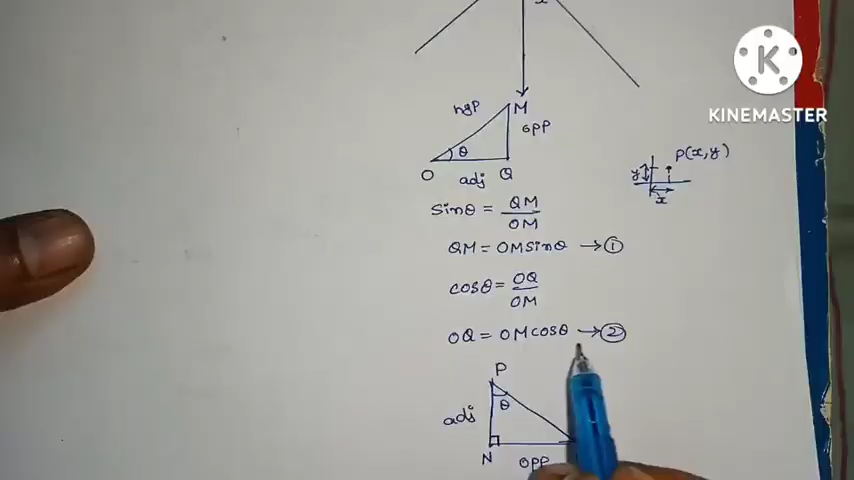 x
KINEMASTER
hyp M
opp
θ
O adj Q
P(x,y)
y
x
sinθ = QM/OM
QM = OM sinθ → ①
cosθ = OQ/OM
OQ = OM cosθ → ②
P
θ
adj
N opp